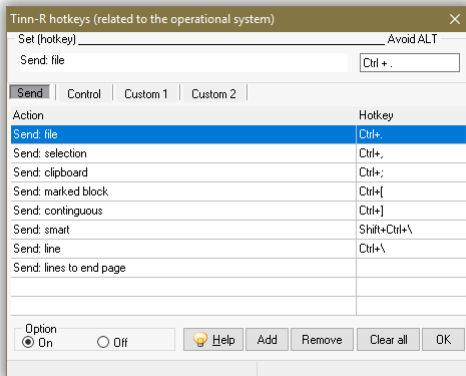 Tinn-R hotkeys (related to the operational system)
Set (hotkey) Avoid ALT
Send: file Ctrl + .
Send Control Custom 1 Custom 2
Action Hotkey
Send: file Ctrl+.
Send: selection Ctrl+,
Send: clipboard Ctrl+;
Send: marked block Ctrl+[
Send: continguous Ctrl+]
Send: smart Shift+Ctrl+\
Send: line Ctrl+\
Send: lines to end page
Option
On Off Help Add Remove Clear all OK